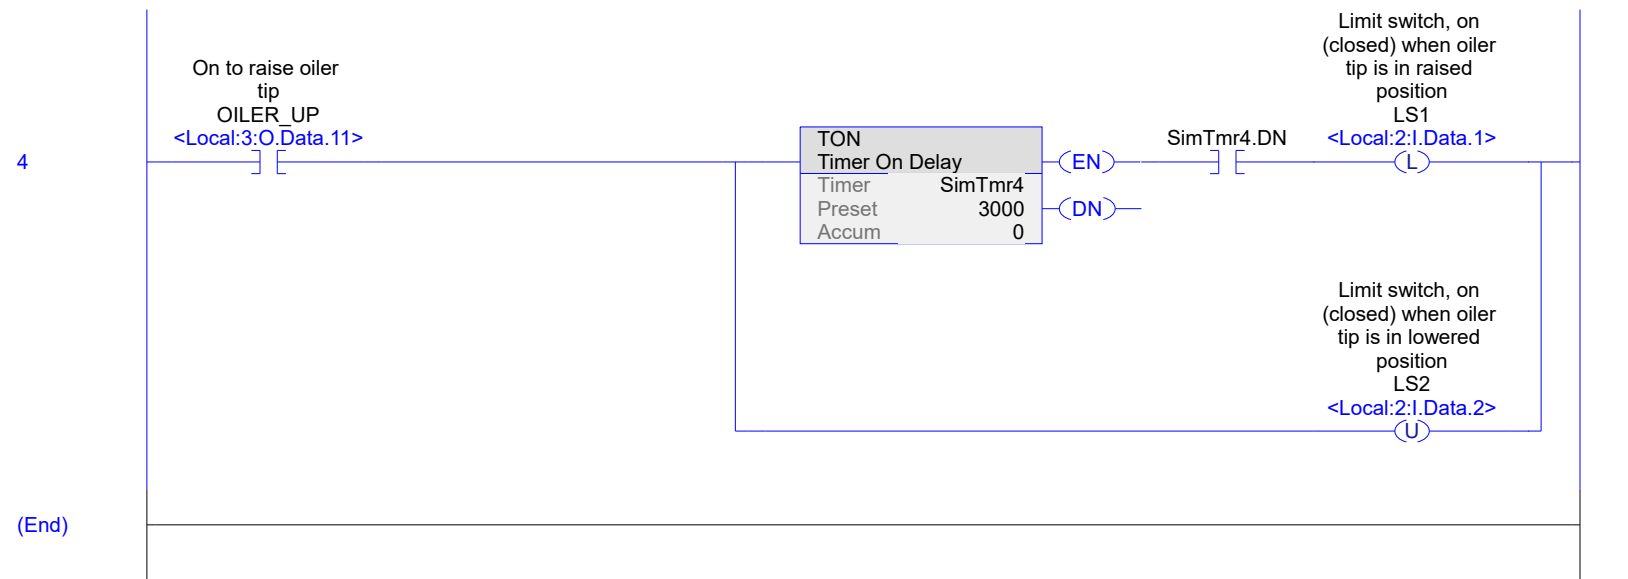 On to raise oiler
tip
OILER_UP
<Local:3:O.Data.11>
4
TON
Timer On Delay
Timer SimTmr4
Preset 3000
Accum 0
EN
DN
SimTmr4.DN
Limit switch, on
(closed) when oiler
tip is in raised
position
LS1
<Local:2:I.Data.1>
L
Limit switch, on
(closed) when oiler
tip is in lowered
position
LS2
<Local:2:I.Data.2>
U
(End)